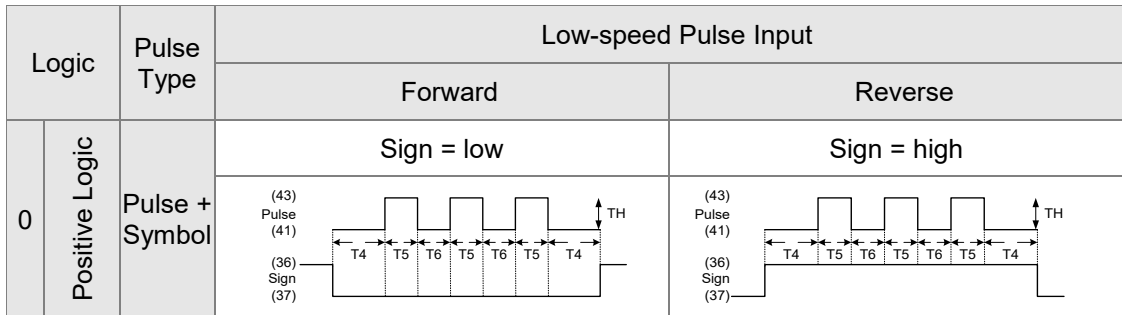 Logic
Pulse
Type
Low-speed Pulse Input
Forward
Reverse
0
Positive Logic
Pulse +
Symbol
Sign = low
Sign = high
(43)
Pulse
(41)
TH
T4 T5 T6 T5 T6 T5 T4
(36)
Sign
(37)
(43)
Pulse
(41)
TH
T4 T5 T6 T5 T6 T5 T4
(36)
Sign
(37)